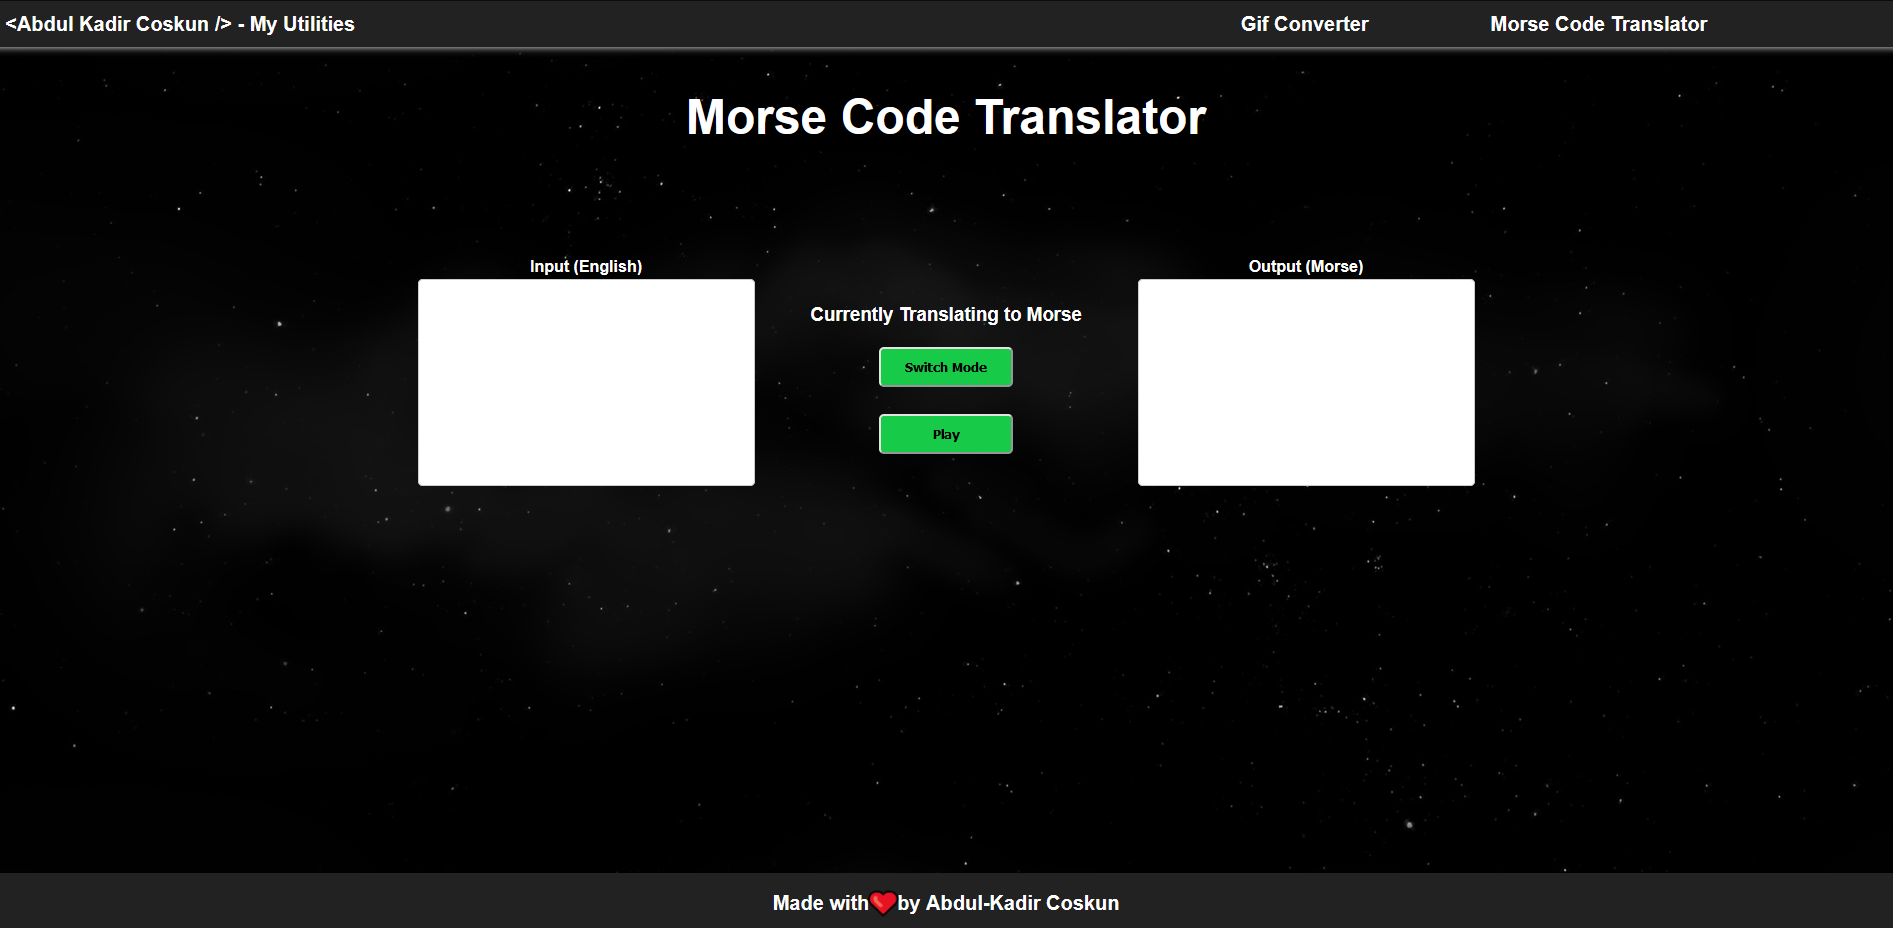 <Abdul Kadir Coskun /> - My Utilities
Gif Converter
Morse Code Translator
Morse Code Translator
Input (English)
Output (Morse)
Currently Translating to Morse
Switch Mode
Play
Made with❤️by Abdul-Kadir Coskun